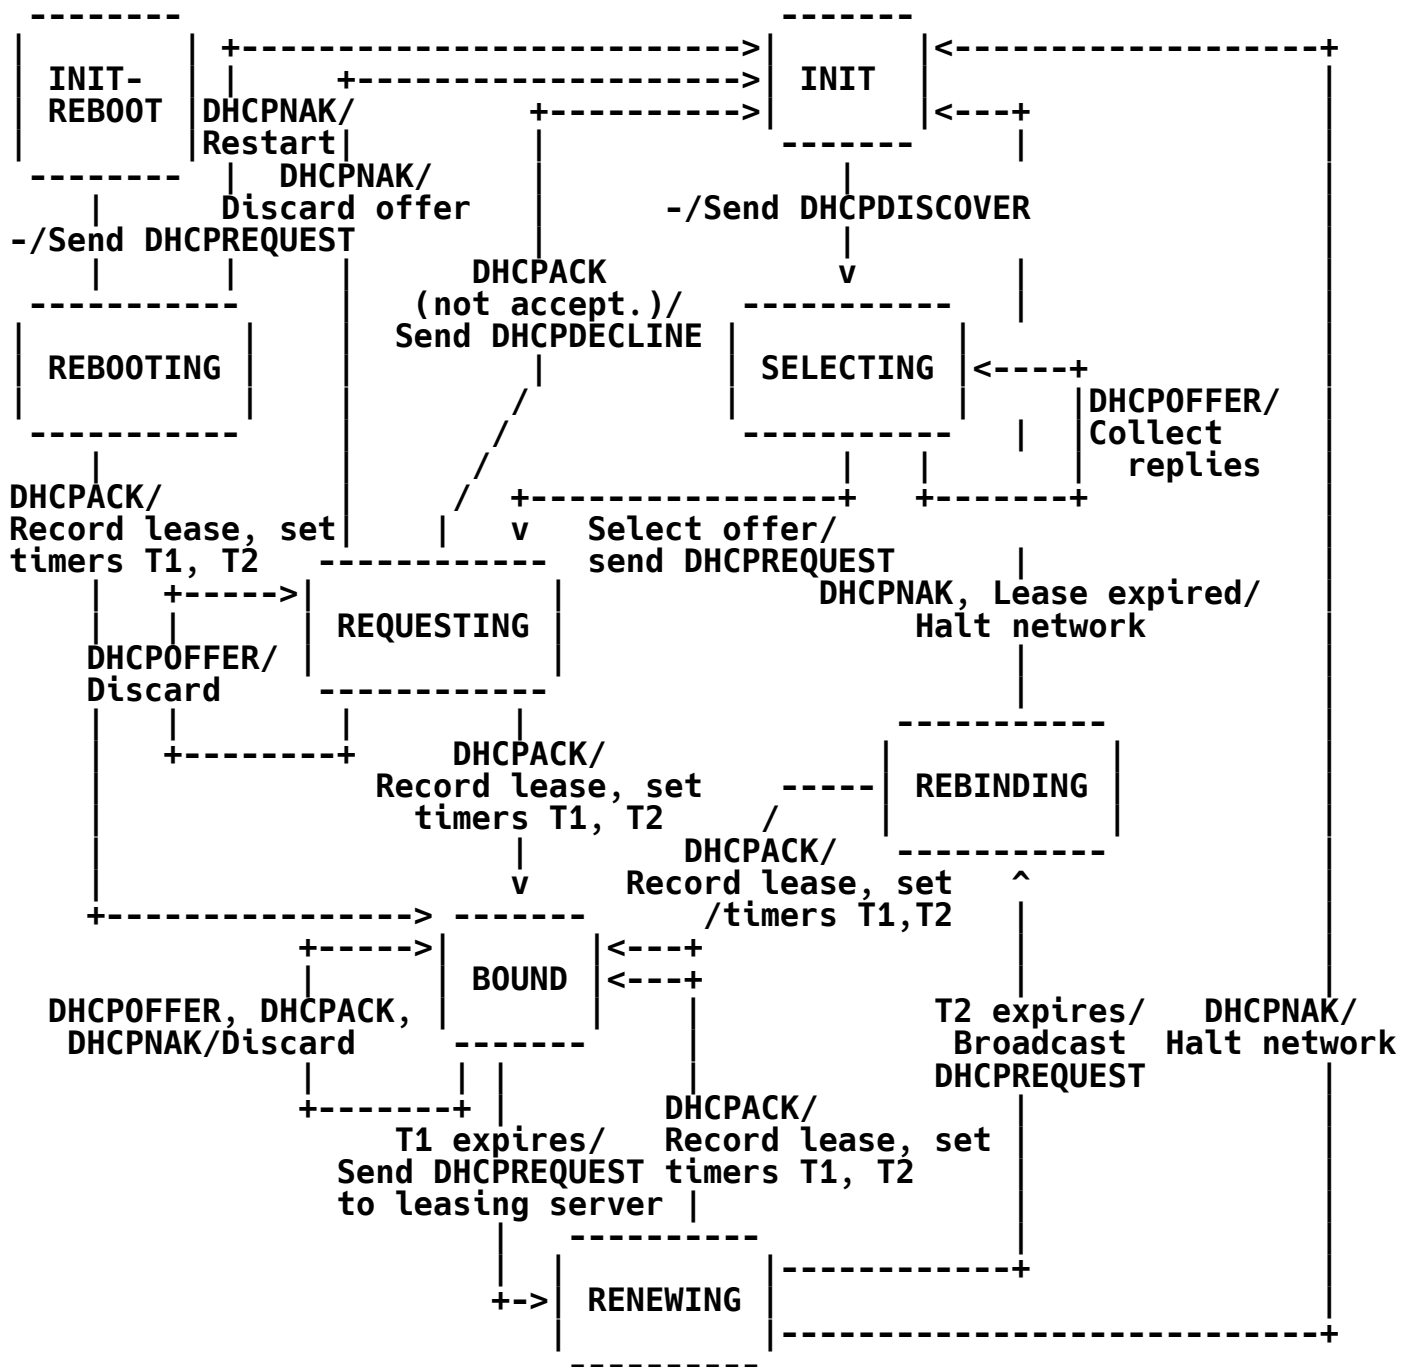 INIT-
REBOOT
INIT
DHCPNAK/
Restart
DHCPNAK/
Discard offer
-/Send DHCPDISCOVER
-/Send DHCPREQUEST
DHCPACK
(not accept.)/
Send DHCPDECLINE
REBOOTING
SELECTING
DHCPOFFER/
Collect
replies
DHCPACK/
Record lease, set
timers T1, T2
Select offer/
send DHCPREQUEST
DHCPNAK, Lease expired/
Halt network
REQUESTING
DHCPOFFER/
Discard
DHCPACK/
Record lease, set
timers T1, T2
REBINDING
DHCPACK/
Record lease, set
/timers T1,T2
BOUND
DHCPOFFER, DHCPACK,
DHCPNAK/Discard
T2 expires/
Broadcast
DHCPREQUEST
DHCPNAK/
Halt network
T1 expires/
Send DHCPREQUEST
to leasing server
DHCPACK/
Record lease, set
timers T1, T2
RENEWING